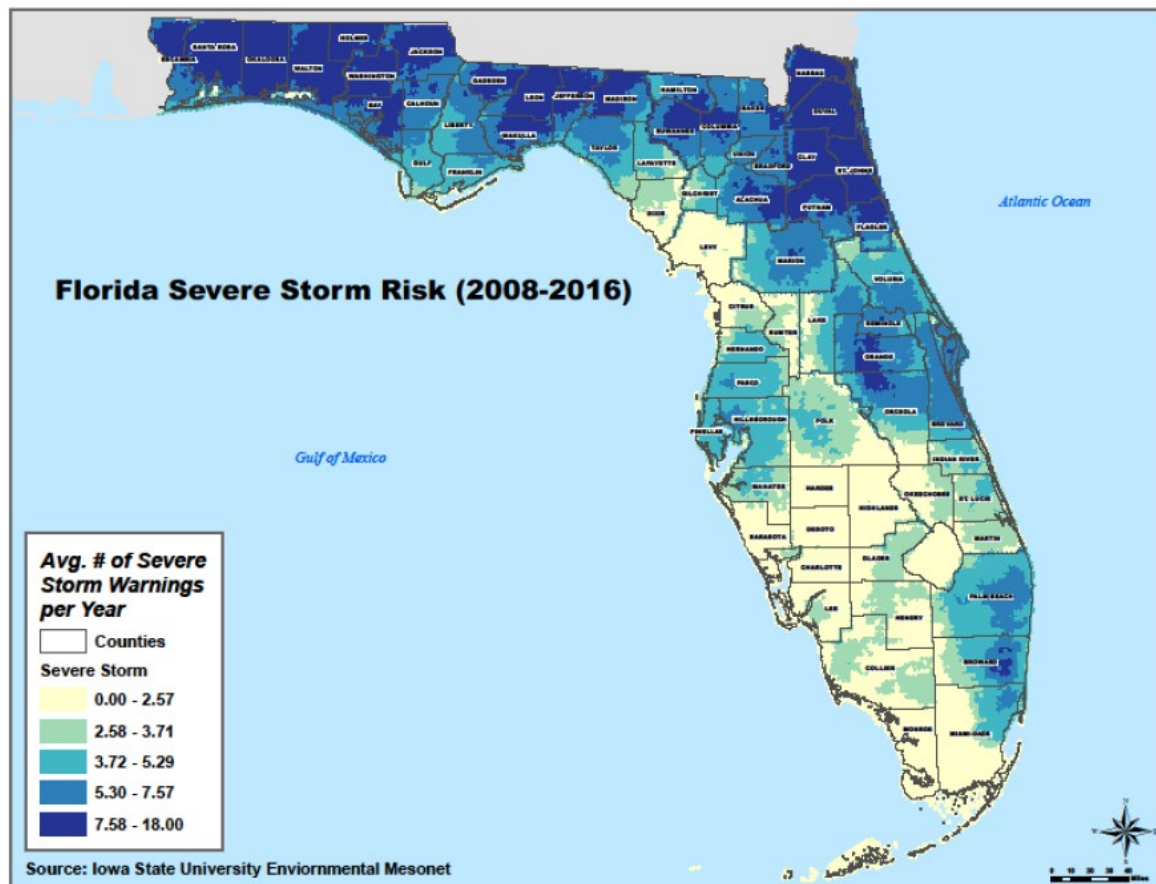 HOLMES
SANTA ROSA
JACKSON
ESCAMBIA
OKALOOSA
WALTON
WASHINGTON
NASSAU
GADSDEN
HAMILTON
LEON
JEFFERSON
MADISON
BAY
CALHOUN
BAKER
DUVAL
LIBERTY
SUWANNEE
COLUMBIA
WAKULLA
TAYLOR
UNION
CLAY
GULF
LAFAYETTE
BRADFORD
ST. JOHNS
FRANKLIN
GILCHRIST
ALACHUA
PUTNAM
Atlantic Ocean
DIXIE
FLAGLER
LEVY
MARION
VOLUSIA
Florida Severe Storm Risk (2008-2016)
CITRUS
LAKE
SUMTER
SEMINOLE
HERNANDO
ORANGE
PASCO
OSCEOLA
HILLSBOROUGH
POLK
BREVARD
PINELLAS
Gulf of Mexico
INDIAN RIVER
MANATEE
HARDEE
OKEECHOBEE
ST. LUCIE
HIGHLANDS
SARASOTA
DESOTO
MARTIN
GLADES
CHARLOTTE
PALM BEACH
LEE
HENDRY
COLLIER
BROWARD
MONROE
MIAMI-DADE
Avg. # of Severe
Storm Warnings
per Year
Counties
Severe Storm
0.00 - 2.57
2.58 - 3.71
3.72 - 5.29
5.30 - 7.57
7.58 - 18.00
N
W
S
0 10 20 30 40
Miles
Source: Iowa State University Enviornmental Mesonet